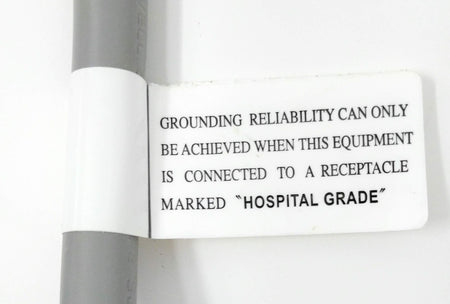 GROUNDING RELIABILITY CAN ONLY
BE ACHIEVED WHEN THIS EQUIPMENT
IS CONNECTED TO A RECEPTACLE
MARKED "HOSPITAL GRADE"